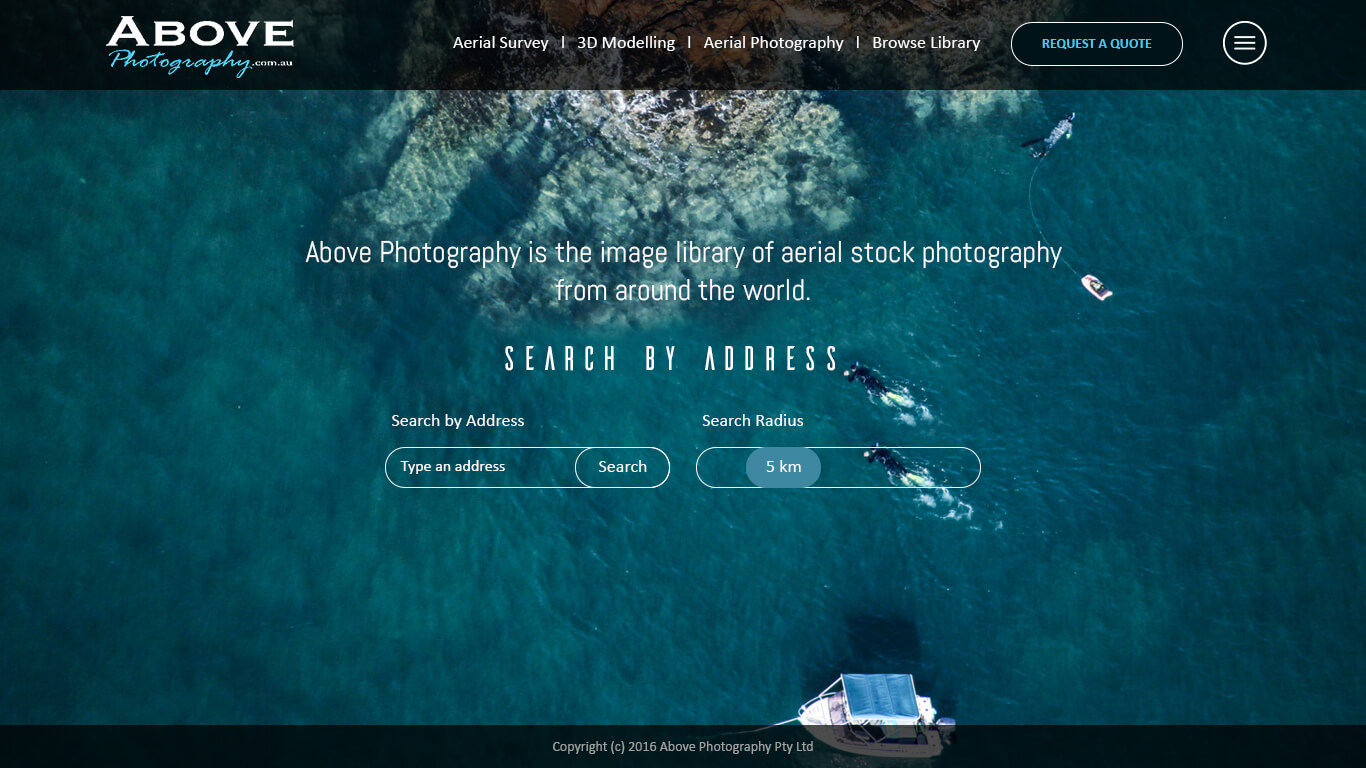 ABOVE
Photography.com.au
Aerial Survey | 3D Modelling | Aerial Photography | Browse Library
REQUEST A QUOTE
Above Photography is the image library of aerial stock photography
from around the world.
SEARCH BY ADDRESS
Search by Address
Search Radius
Type an address
Search
5 km
Copyright (c) 2016 Above Photography Pty Ltd